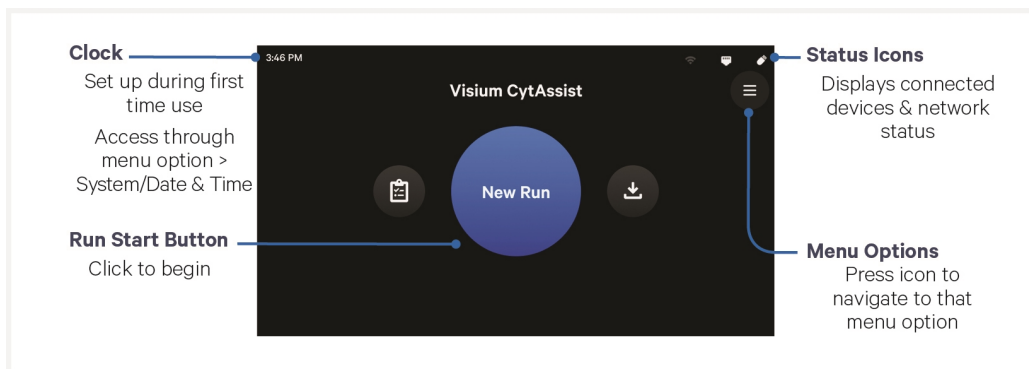 Clock
Set up during first
time use
Access through
menu option >
System/Date & Time
Run Start Button
Click to begin
3:46 PM
Visium CytAssist
New Run
Status Icons
Displays connected
devices & network
status
Menu Options
Press icon to
navigate to that
menu option